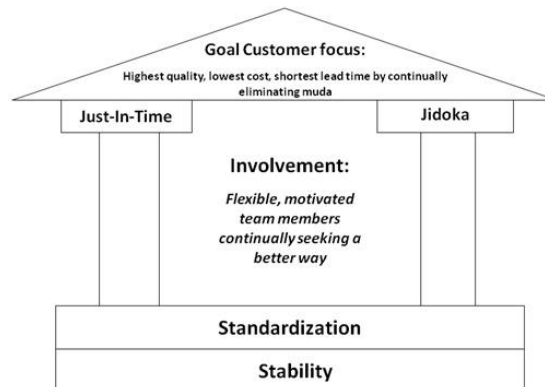 Goal Customer focus:
Highest quality, lowest cost, shortest lead time by continually
eliminating muda
Just-In-Time
Jidoka
Involvement:
Flexible, motivated
team members
continually seeking a
better way
Standardization
Stability